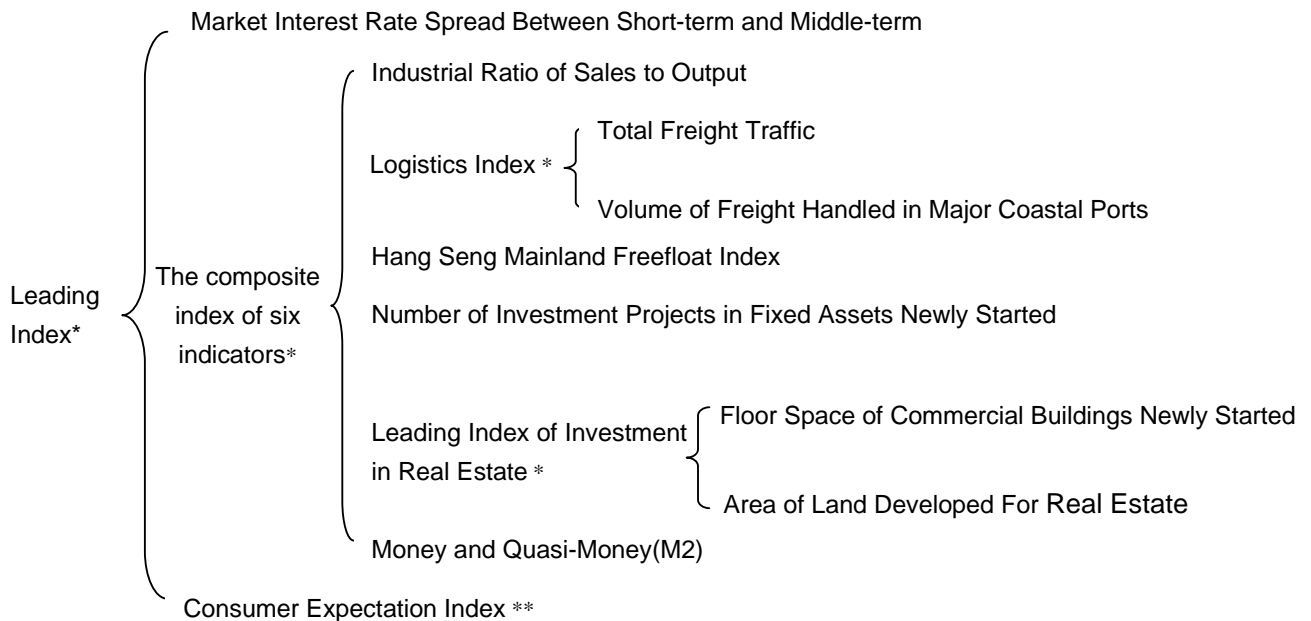 Market Interest Rate Spread Between Short-term and Middle-term
Industrial Ratio of Sales to Output
Total Freight Traffic
Logistics Index *
Volume of Freight Handled in Major Coastal Ports
Hang Seng Mainland Freefloat Index
The composite
index of six
indicators*
Leading
Index*
Number of Investment Projects in Fixed Assets Newly Started
Floor Space of Commercial Buildings Newly Started
Leading Index of Investment
in Real Estate *
Area of Land Developed For Real Estate
Money and Quasi-Money(M2)
Consumer Expectation Index **